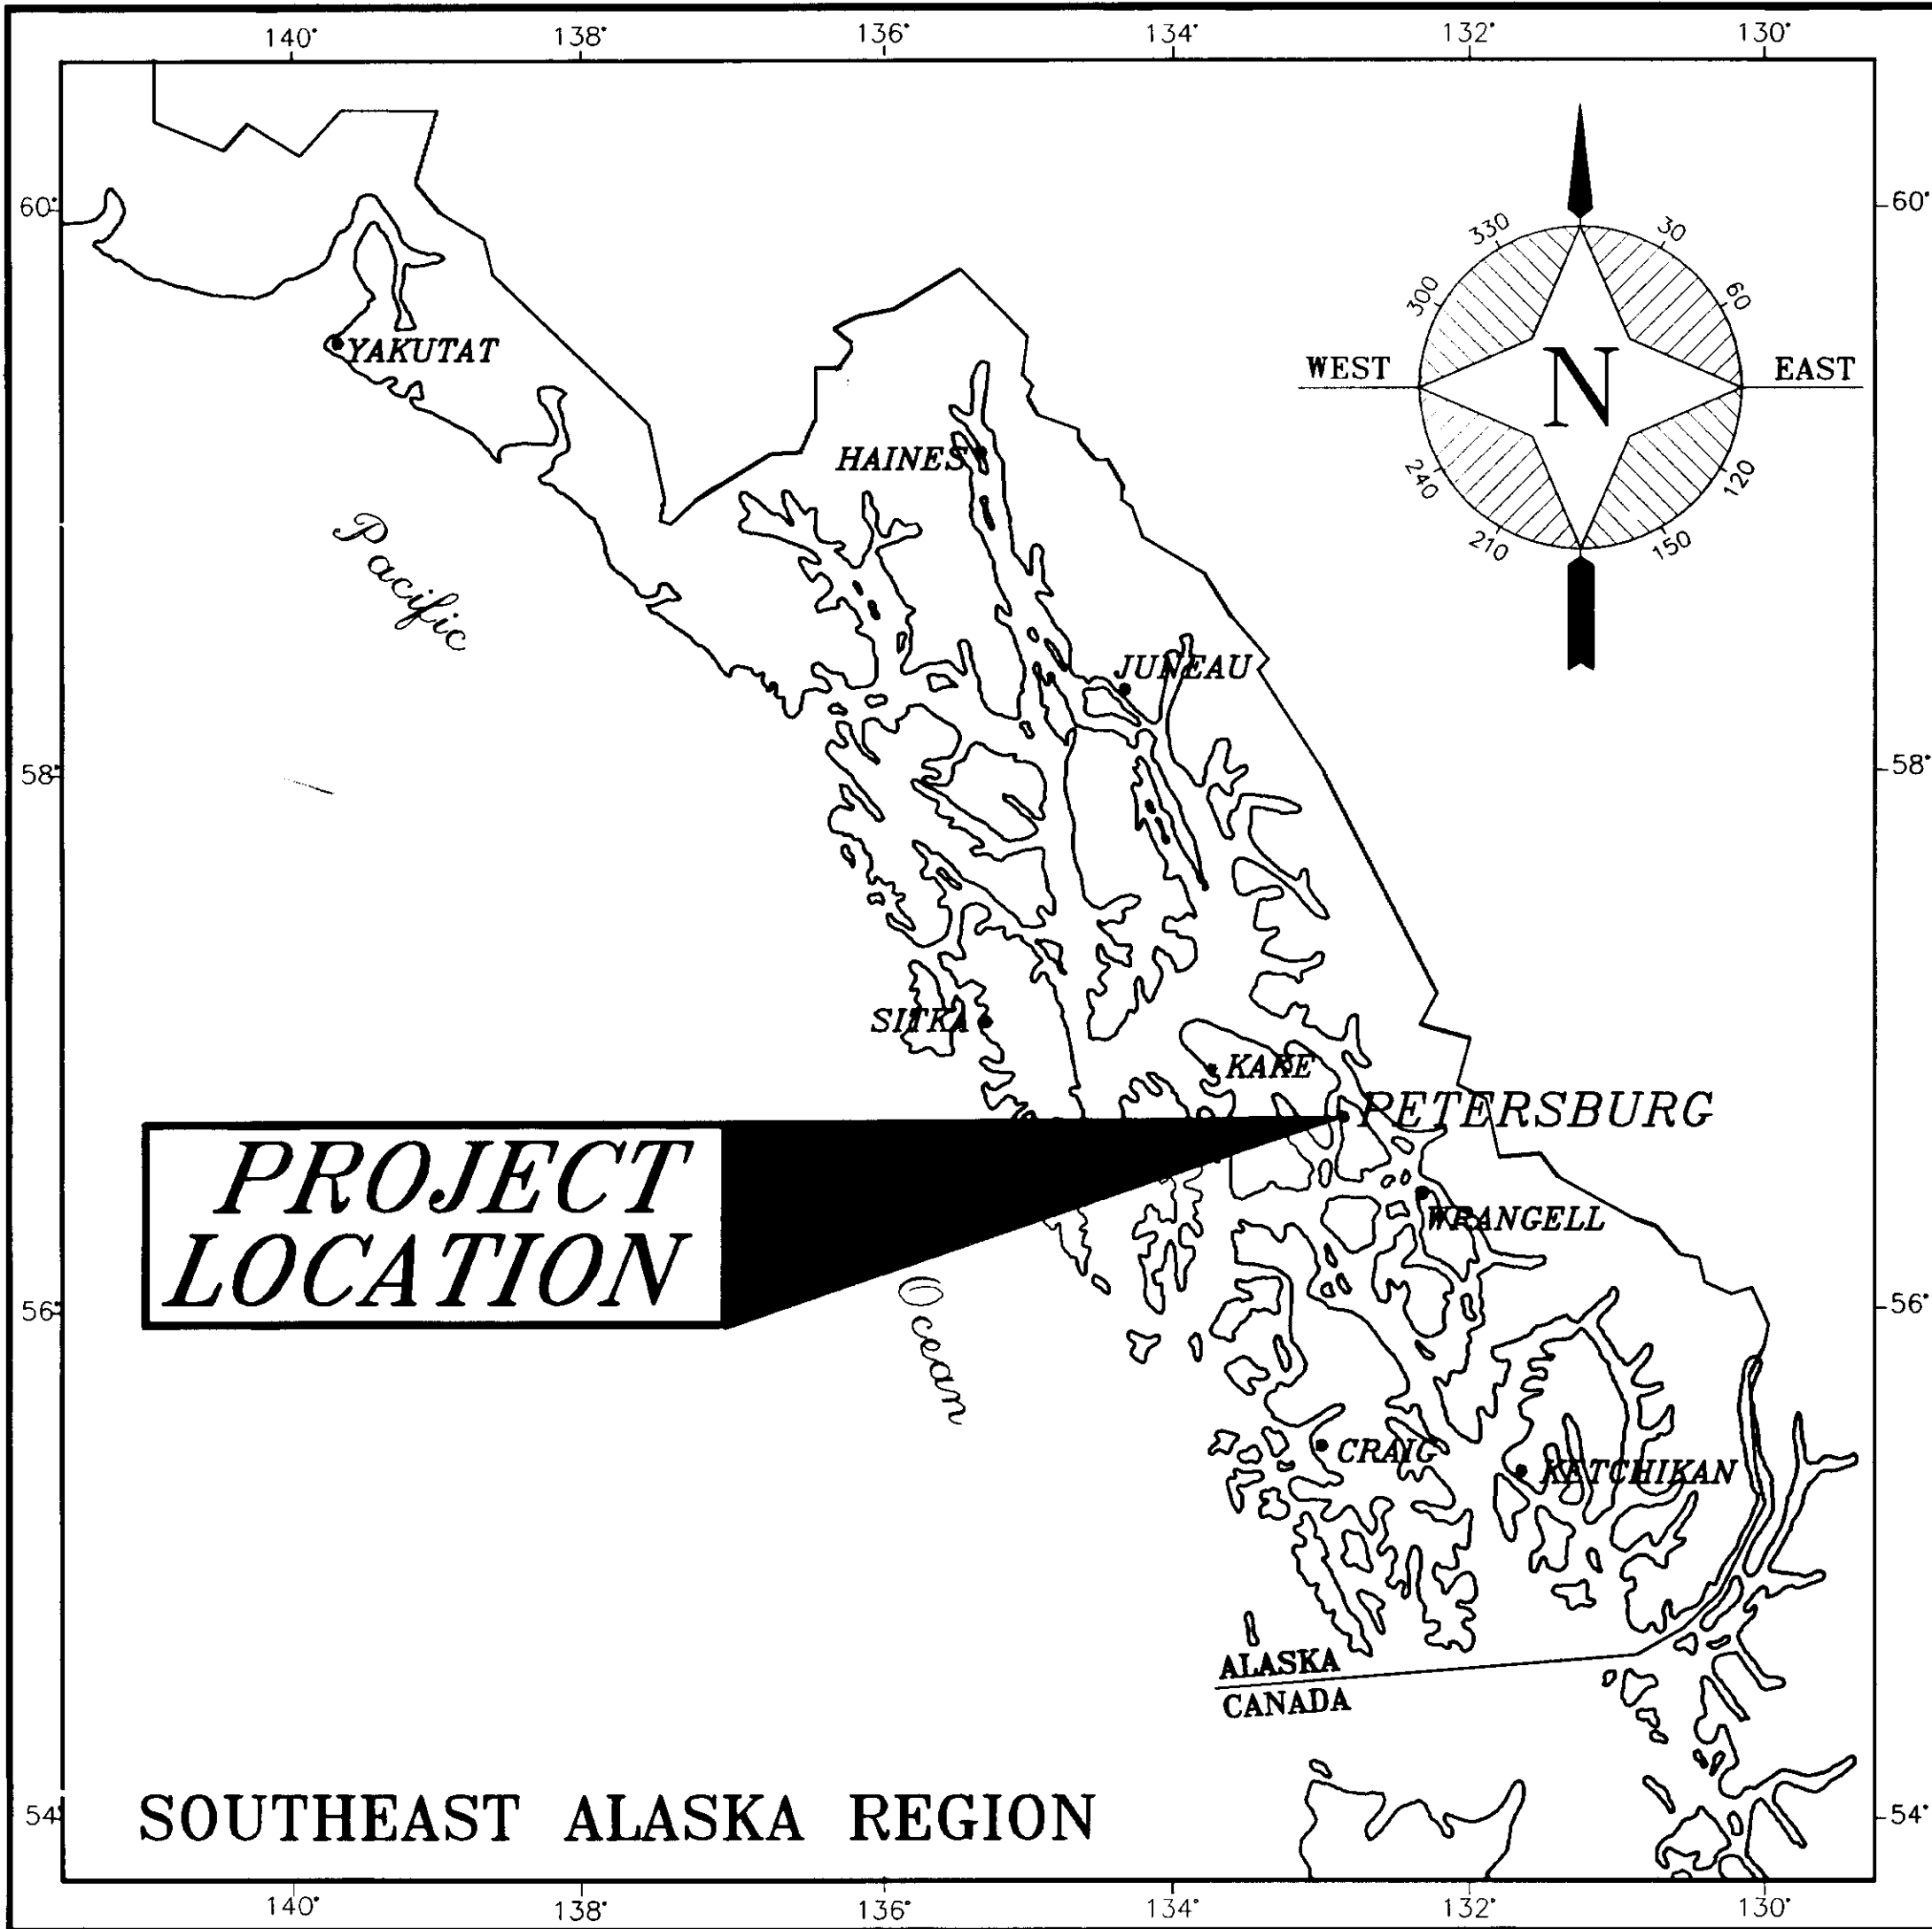 140° 138° 136° 134° 132° 130°
60° 60°
330 30
300 60
YAKUTAT
WEST N EAST
HAINES
240 120
210 150
Pacific
JUNEAU
58° 58°
SITKA
KAKE
PETERSBURG
PROJECT
LOCATION
WRANGELL
Ocean
56° 56°
CRAIG
KETCHIKAN
ALASKA
CANADA
54° 54°
SOUTHEAST ALASKA REGION
140° 138° 136° 134° 132° 130°